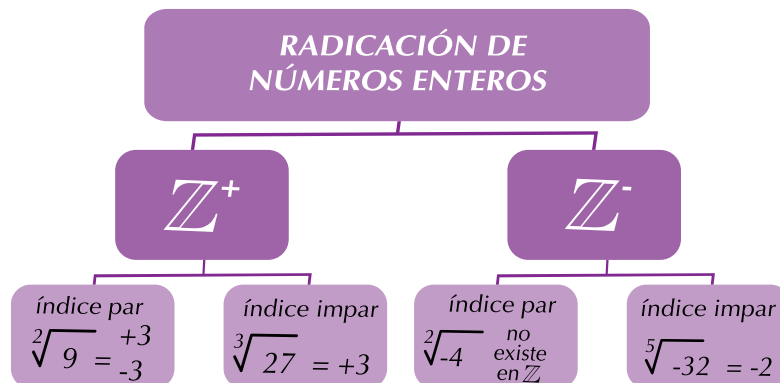 RADICACIÓN DE
NÚMEROS ENTEROS
ℤ⁺
ℤ⁻
índice par
²√9 = +3
-3
índice impar
³√27 = +3
índice par
²√-4 no
existe
en ℤ
índice impar
⁵√-32 = -2